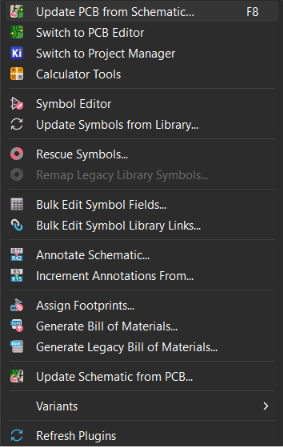 Update PCB from Schematic... F8
Switch to PCB Editor
Ki Switch to Project Manager
Calculator Tools
Symbol Editor
Update Symbols from Library...
Rescue Symbols...
Remap Legacy Library Symbols...
Bulk Edit Symbol Fields...
Bulk Edit Symbol Library Links...
R42 Annotate Schematic...
Increment Annotations From...
Assign Footprints...
Generate Bill of Materials...
Generate Legacy Bill of Materials...
Update Schematic from PCB...
Variants
Refresh Plugins